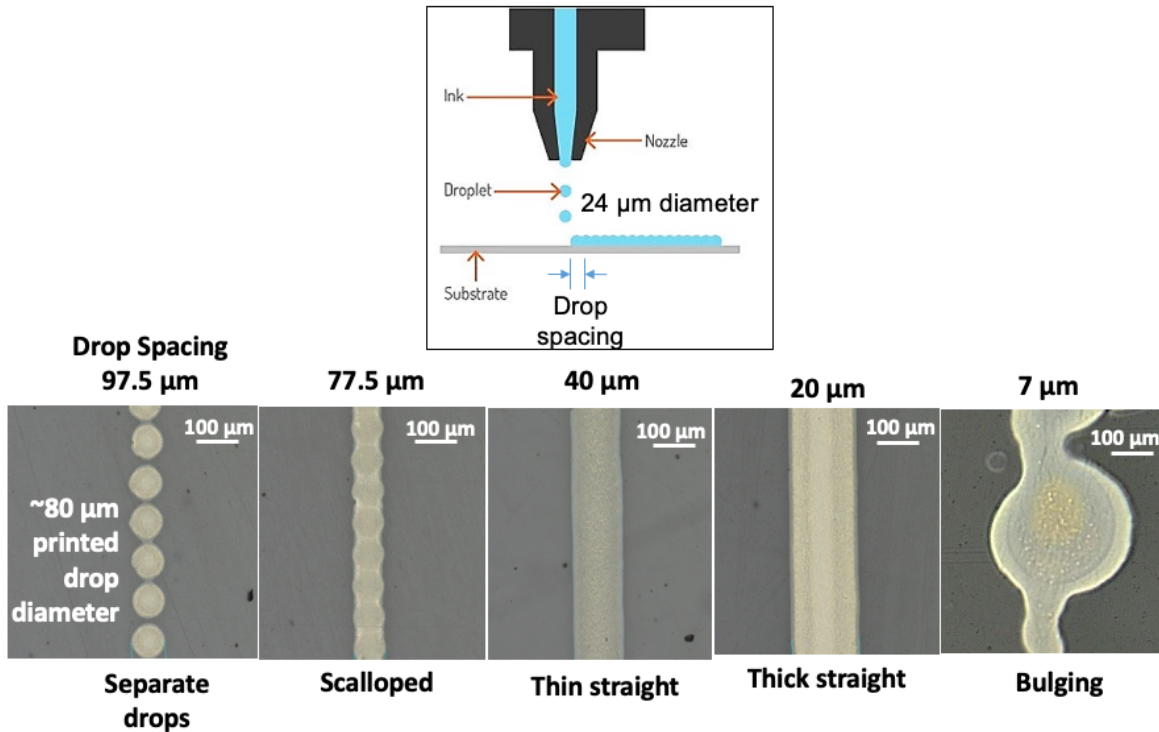 Ink
Nozzle
Droplet
24 µm diameter
Substrate
Drop
spacing
Drop Spacing
97.5 µm
77.5 µm
40 µm
20 µm
7 µm
100 µm
100 µm
100 µm
100 µm
100 µm
~80 µm
printed
drop
diameter
Separate
drops
Scalloped
Thin straight
Thick straight
Bulging